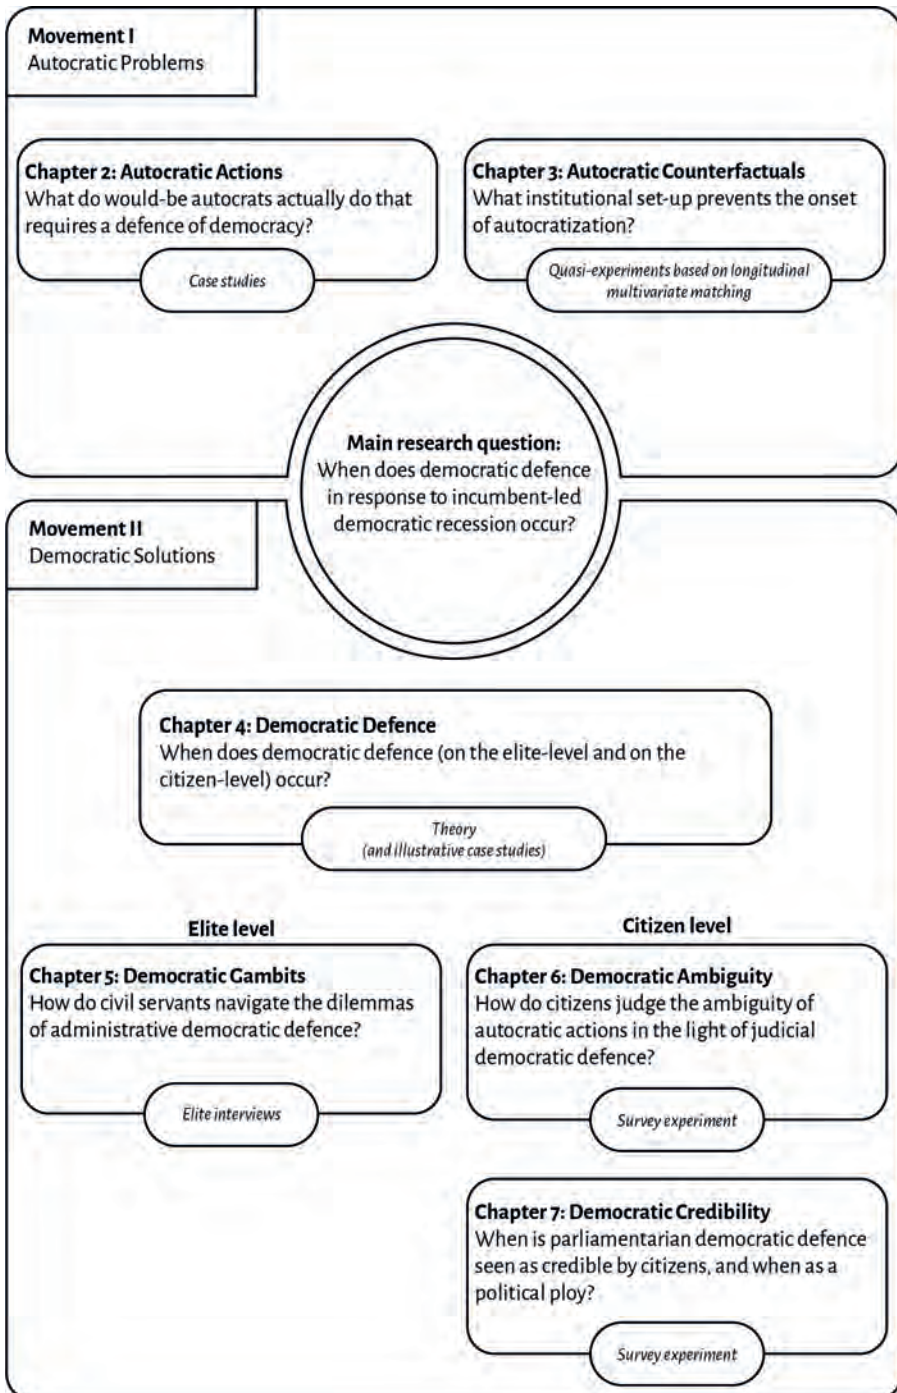 Movement I
Autocratic Problems
Chapter 2: Autocratic Actions
What do would-be autocrats actually do that
requires a defence of democracy?
Case studies
Chapter 3: Autocratic Counterfactuals
What institutional set-up prevents the onset
of autocratization?
Quasi-experiments based on longitudinal
multivariate matching
Main research question:
When does democratic defence
in response to incumbent-led
democratic recession occur?
Movement II
Democratic Solutions
Chapter 4: Democratic Defence
When does democratic defence (on the elite-level and on the
citizen-level) occur?
Theory
(and illustrative case studies)
Elite level
Chapter 5: Democratic Gambits
How do civil servants navigate the dilemmas
of administrative democratic defence?
Elite interviews
Citizen level
Chapter 6: Democratic Ambiguity
How do citizens judge the ambiguity of
autocratic actions in the light of judicial
democratic defence?
Survey experiment
Chapter 7: Democratic Credibility
When is parliamentarian democratic defence
seen as credible by citizens, and when as a
political ploy?
Survey experiment